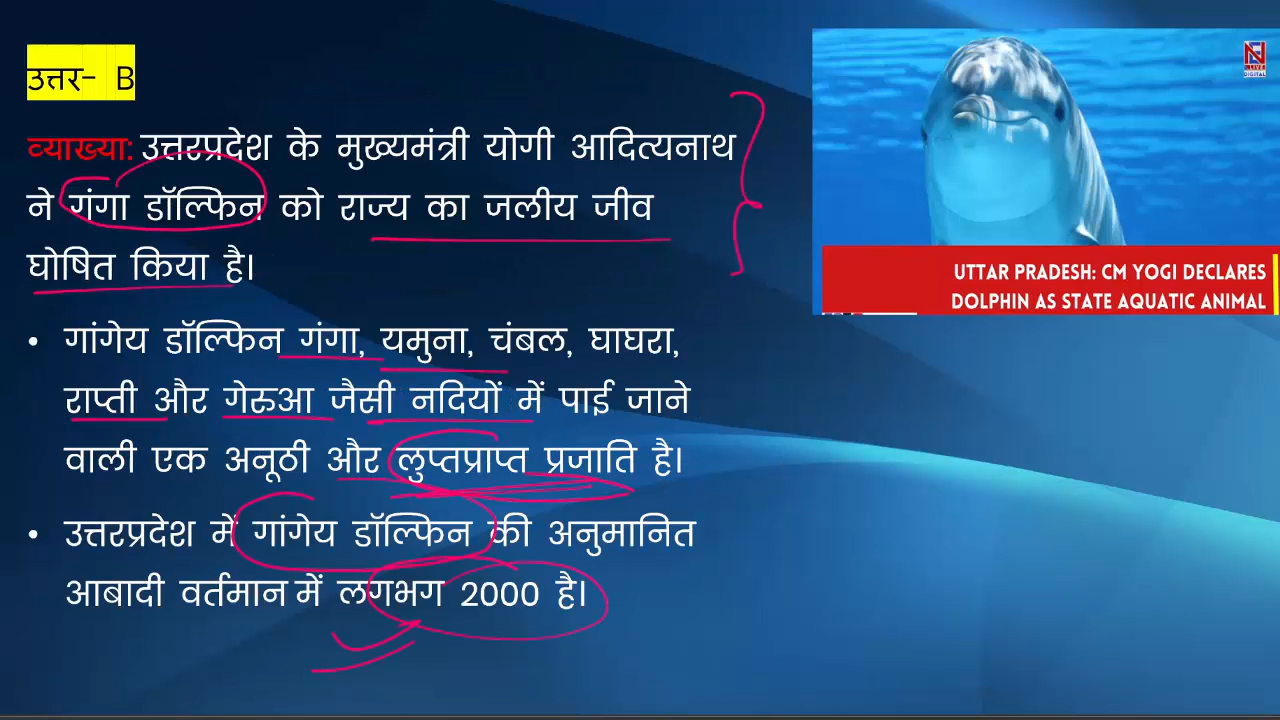 उत्तर- B
व्याख्या: उत्तरप्रदेश के मुख्यमंत्री योगी आदित्यनाथ
ने गंगा डॉल्फिन को राज्य का जलीय जीव
घोषित किया है।
• गांगेय डॉल्फिन गंगा, यमुना, चंबल, घाघरा,
राप्ती और गेरुआ जैसी नदियों में पाई जाने
वाली एक अनूठी और लुप्तप्राप्त प्रजाति है।
• उत्तरप्रदेश में गांगेय डॉल्फिन की अनुमानित
आबादी वर्तमान में लगभग 2000 है।
LIVE
DIGITAL
UTTAR PRADESH: CM YOGI DECLARES
DOLPHIN AS STATE AQUATIC ANIMAL